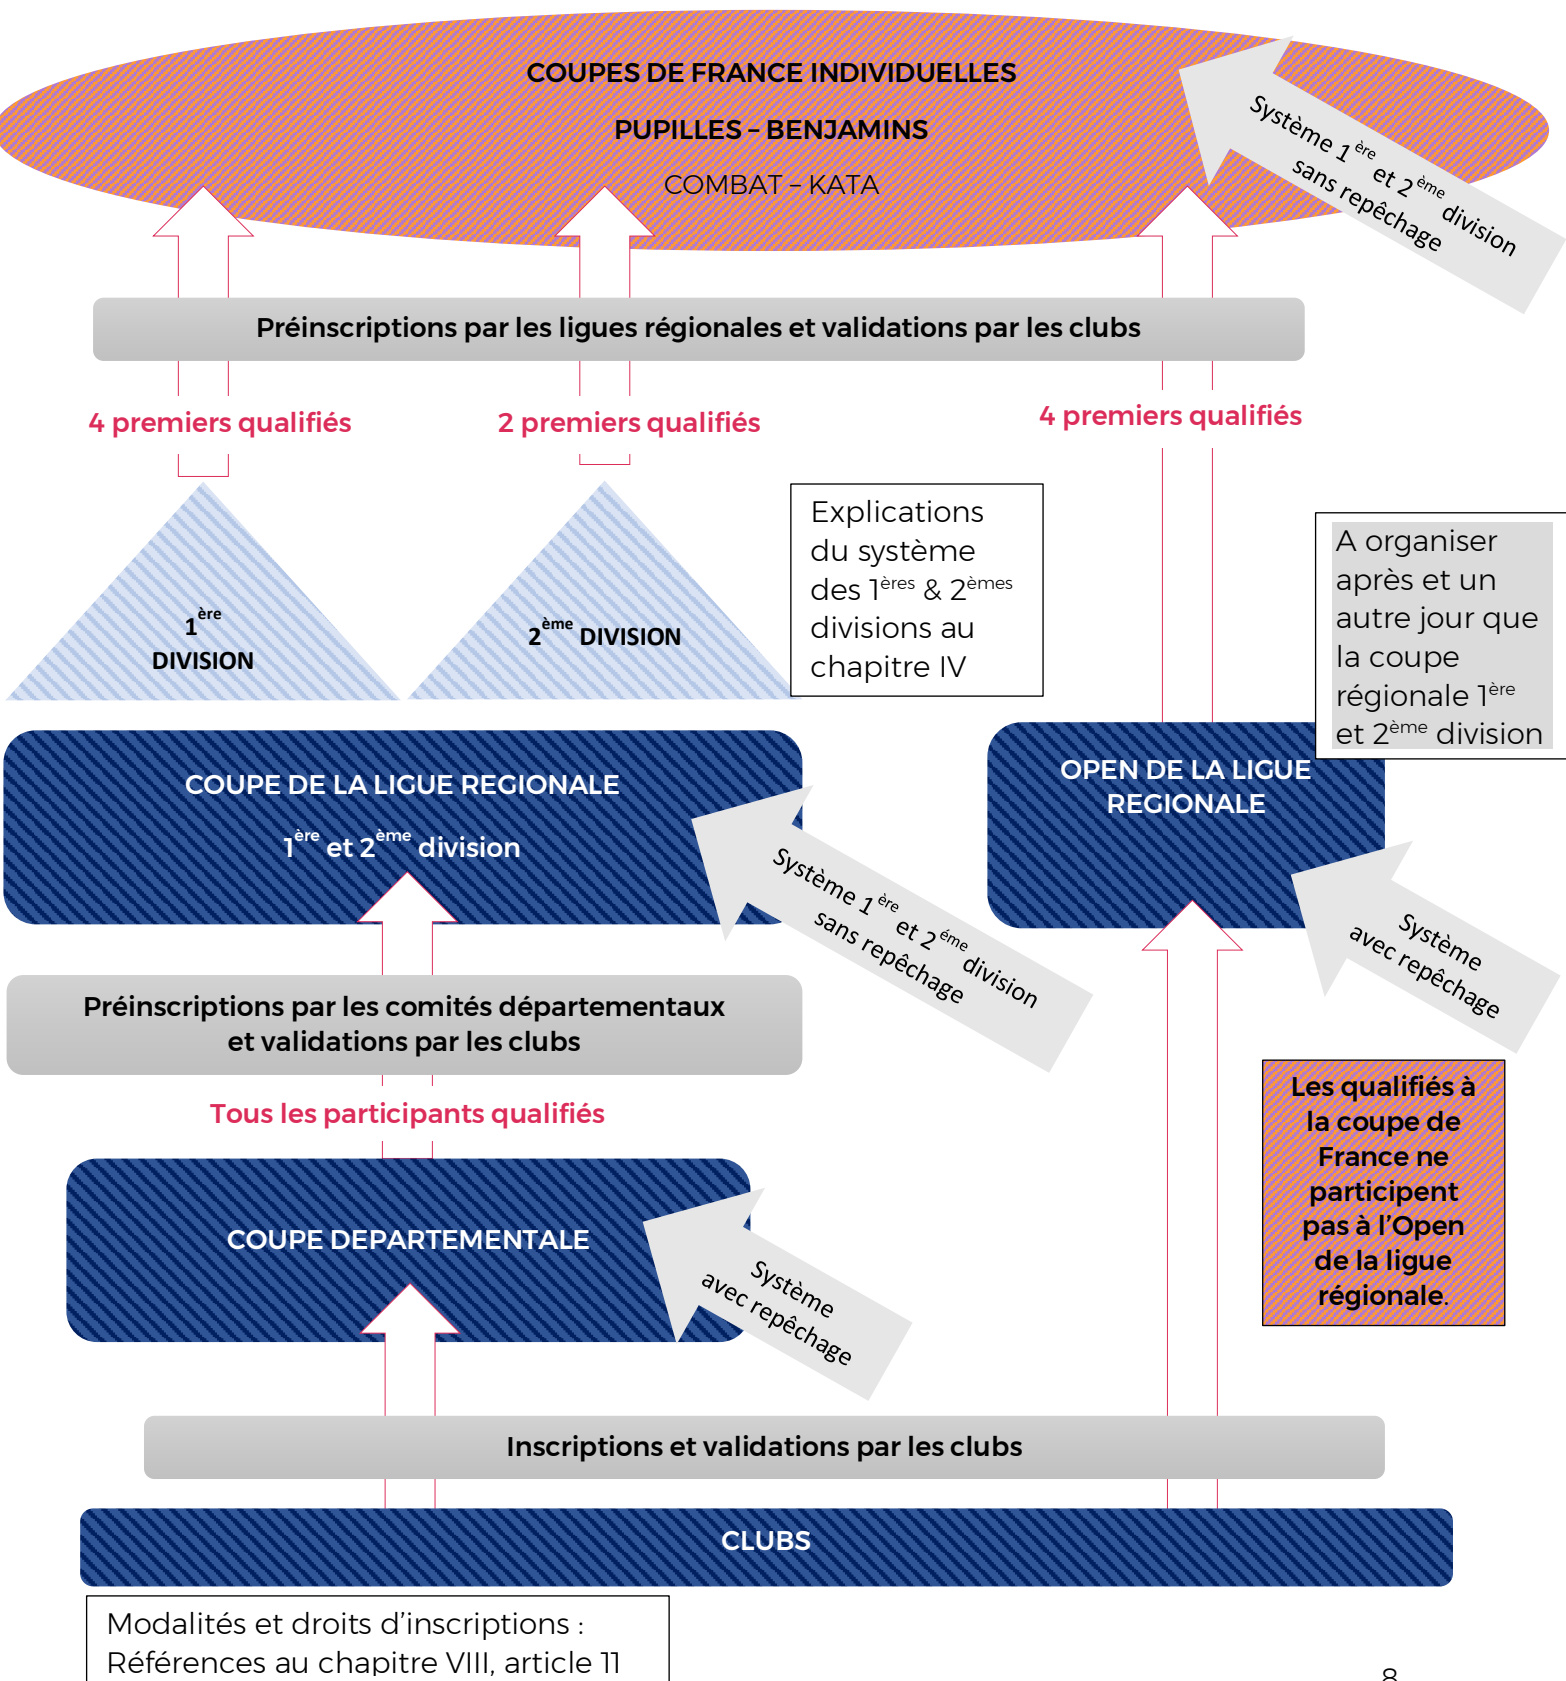 COUPES DE FRANCE INDIVIDUELLES
PUPILLES – BENJAMINS
COMBAT – KATA
Système 1ère et 2ème division
sans repêchage
Préinscriptions par les ligues régionales et validations par les clubs
4 premiers qualifiés
2 premiers qualifiés
4 premiers qualifiés
1ère
DIVISION
2ème DIVISION
Explications
du système
des 1ères & 2èmes
divisions au
chapitre IV
A organiser
après et un
autre jour que
la coupe
régionale 1ère
et 2ème division
COUPE DE LA LIGUE REGIONALE
1ère et 2ème division
Système 1ère et 2éme division
sans repêchage
OPEN DE LA LIGUE
REGIONALE
Système
avec repêchage
Préinscriptions par les comités départementaux
et validations par les clubs
Tous les participants qualifiés
Les qualifiés à
la coupe de
France ne
participent
pas à l’Open
de la ligue
régionale.
COUPE DEPARTEMENTALE
Système
avec repêchage
Inscriptions et validations par les clubs
CLUBS
Modalités et droits d’inscriptions :
Références au chapitre VIII, article 11
8